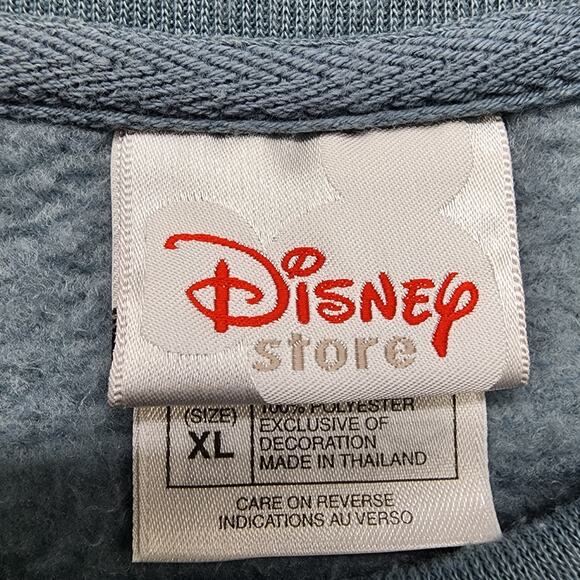 Disney
store
(SIZE)
XL
100% POLYESTER
EXCLUSIVE OF
DECORATION
MADE IN THAILAND
CARE ON REVERSE
INDICATIONS AU VERSO